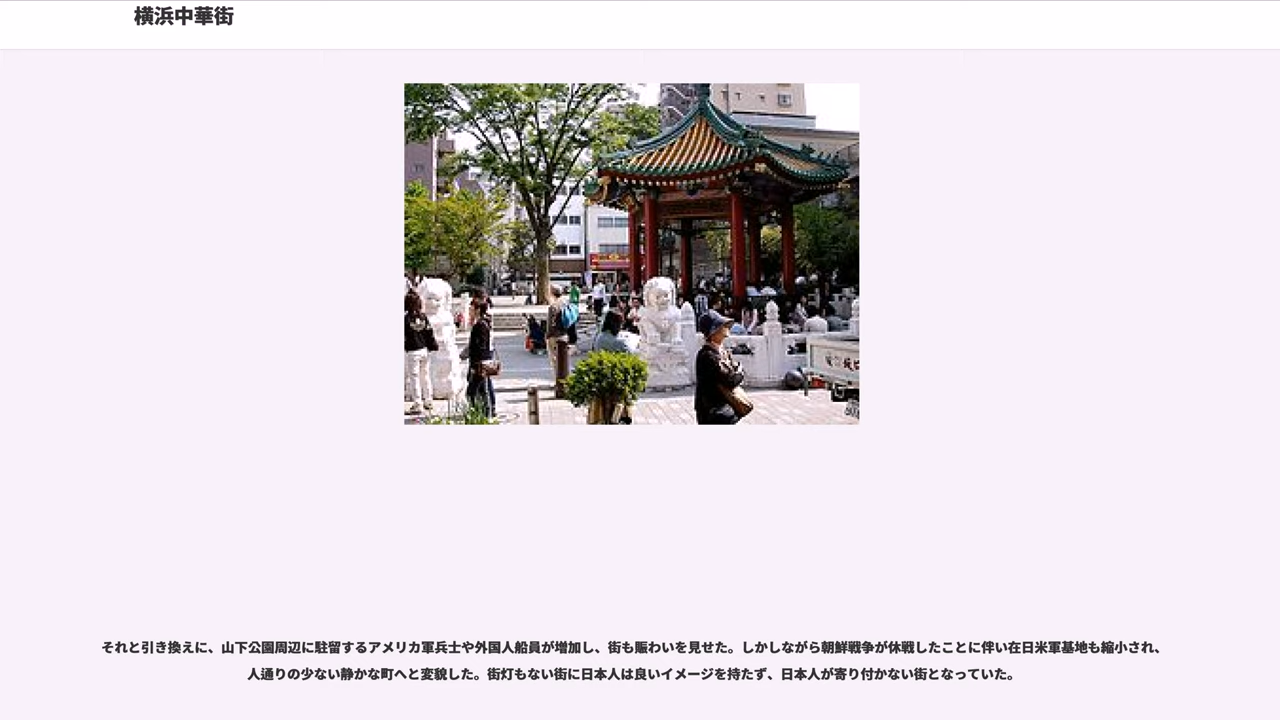 横浜中華街
それと引き換えに、山下公園周辺に駐留するアメリカ軍兵士や外国人船員が増加し、街も賑わいを見せた。しかしながら朝鮮戦争が休戦したことに伴い在日米軍基地も縮小され、
人通りの少ない静かな町へと変貌した。街灯もない街に日本人は良いイメージを持たず、日本人が寄り付かない街となっていた。